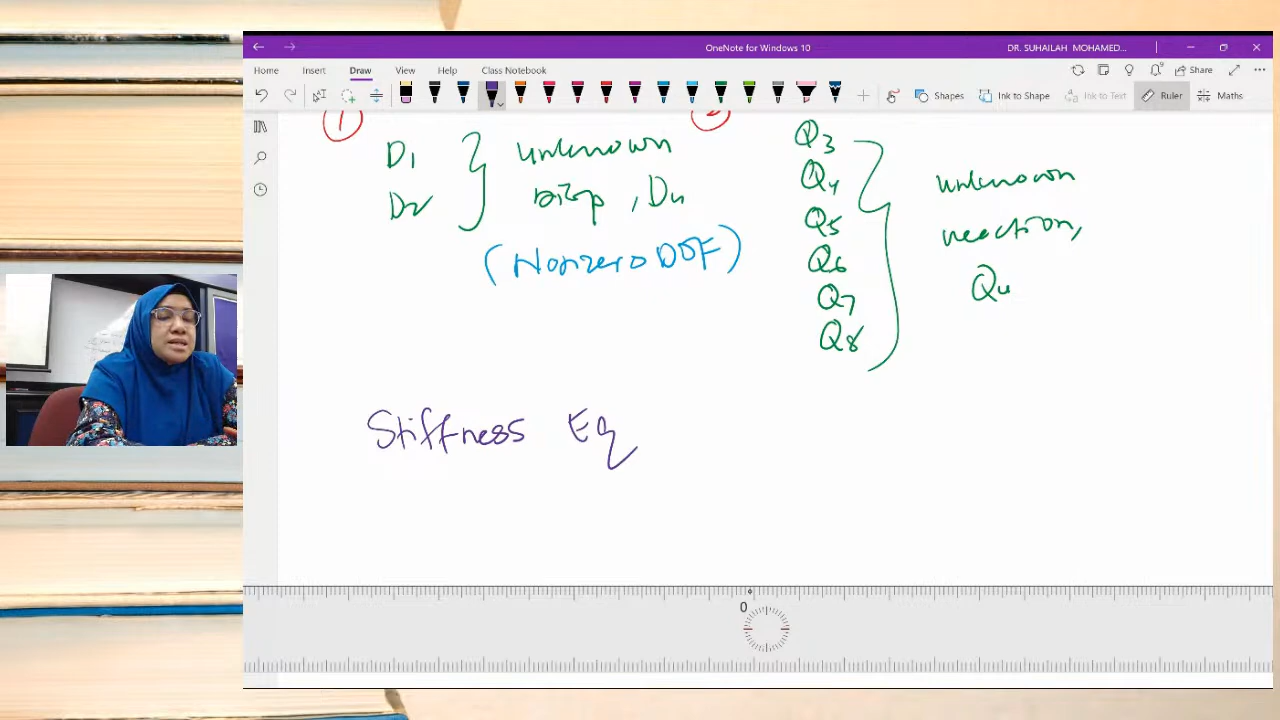 OneNote for Windows 10
DR. SUHAILAH MOHAMED...
Home Insert Draw View Help Class Notebook
Share
Shapes Ink to Shape Ink to Text Ruler Maths
1
2
D1
D2
unknown
Disp, Du
(Nonzero DOF)
Q3
Q4
Q5
Q6
Q7
Q8
unknown
reaction,
Qu
Stiffness Eq
0